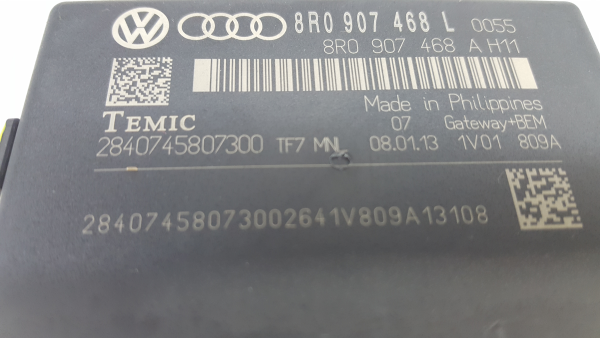 8R0 907 468 L 0055
8R0 907 468 A H11
Made in Philippines
TEMIC 07 Gateway+BEM
2840745807300 TF7 MNL 08.01.13 1V01 809A
28407458073002641V809A13108